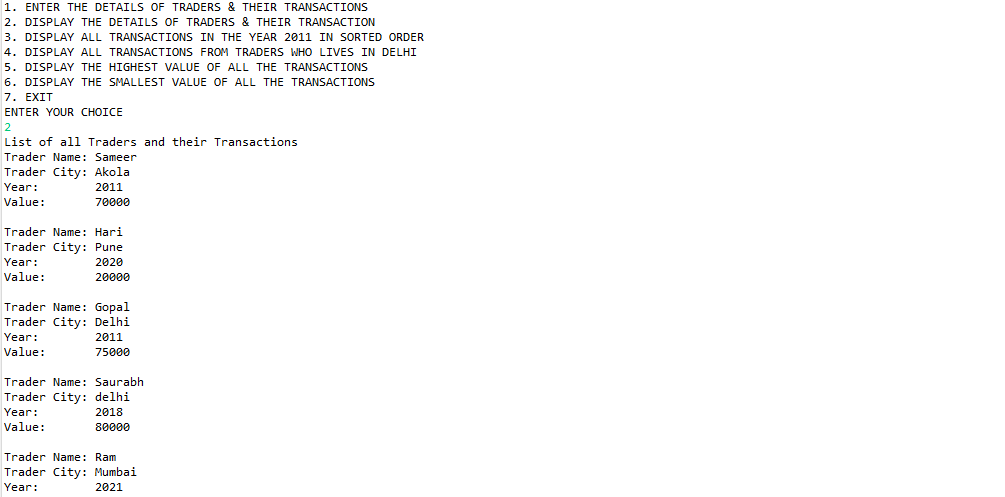 1. ENTER THE DETAILS OF TRADERS & THEIR TRANSACTIONS
2. DISPLAY THE DETAILS OF TRADERS & THEIR TRANSACTION
3. DISPLAY ALL TRANSACTIONS IN THE YEAR 2011 IN SORTED ORDER
4. DISPLAY ALL TRANSACTIONS FROM TRADERS WHO LIVES IN DELHI
5. DISPLAY THE HIGHEST VALUE OF ALL THE TRANSACTIONS
6. DISPLAY THE SMALLEST VALUE OF ALL THE TRANSACTIONS
7. EXIT
ENTER YOUR CHOICE
2
List of all Traders and their Transactions
Trader Name: Sameer
Trader City: Akola
Year: 2011
Value: 70000
Trader Name: Hari
Trader City: Pune
Year: 2020
Value: 20000
Trader Name: Gopal
Trader City: Delhi
Year: 2011
Value: 75000
Trader Name: Saurabh
Trader City: delhi
Year: 2018
Value: 80000
Trader Name: Ram
Trader City: Mumbai
Year: 2021